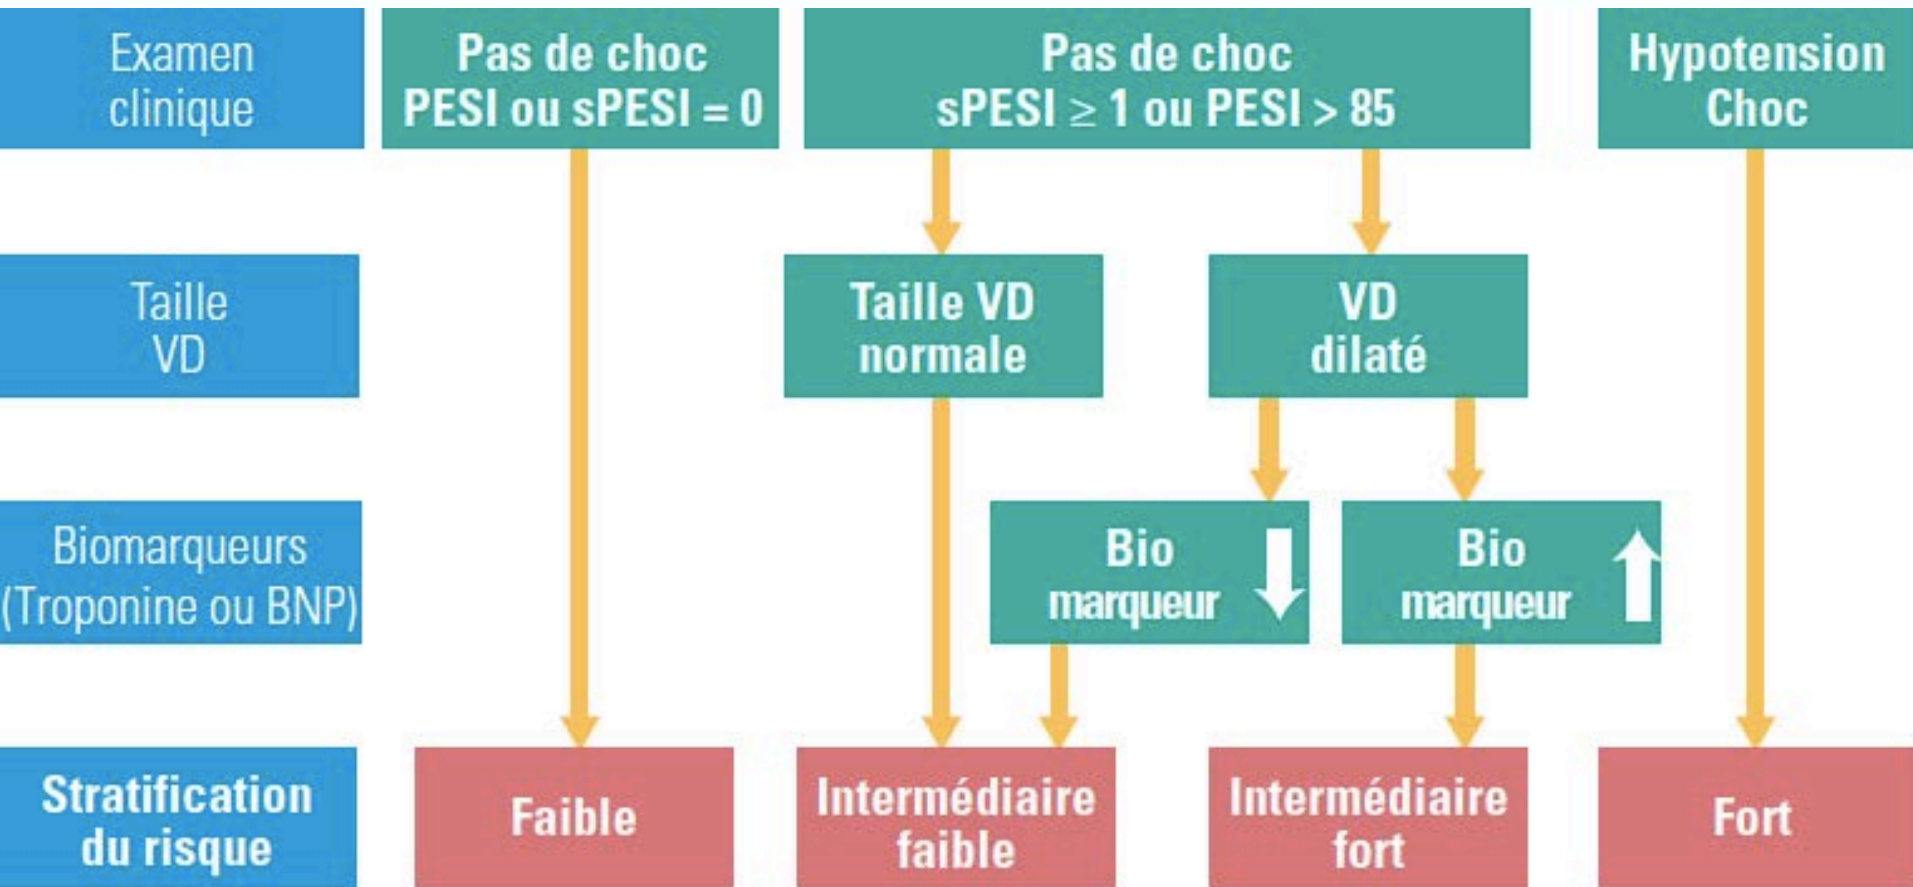 Examen
clinique
Pas de choc
PESI ou sPESI = 0
Pas de choc
sPESI ≥ 1 ou PESI > 85
Hypotension
Choc
Taille
VD
Taille VD
normale
VD
dilaté
Biomarqueurs
(Troponine ou BNP)
Bio
marqueur
Bio
marqueur
Stratification
du risque
Faible
Intermédiaire
faible
Intermédiaire
fort
Fort